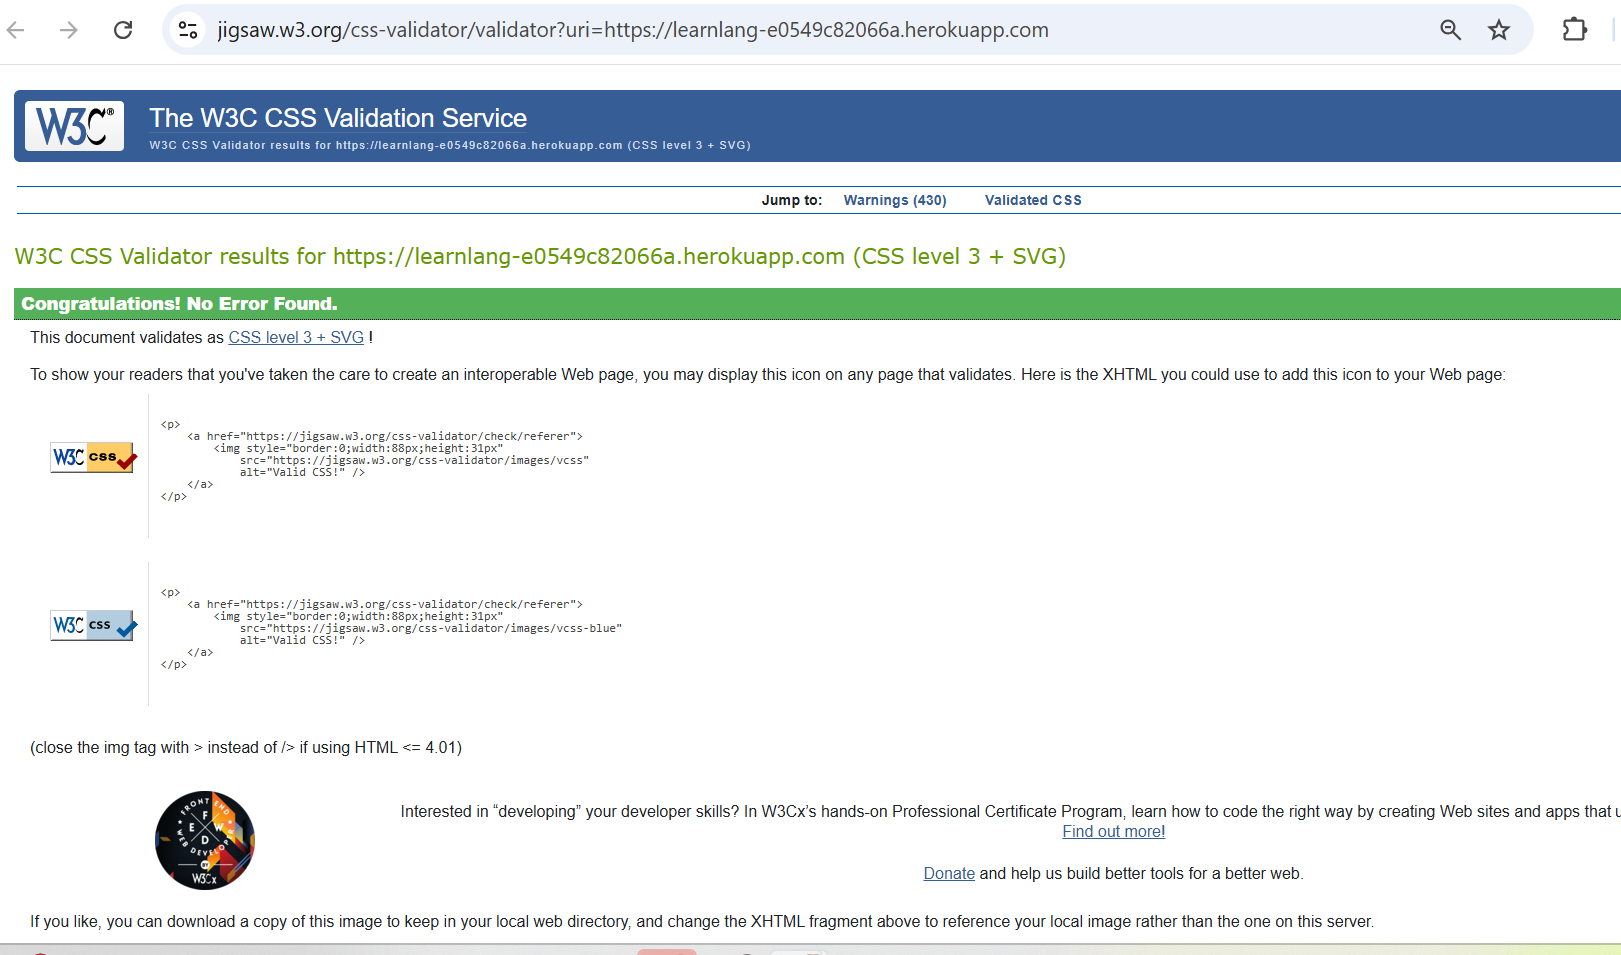 jigsaw.w3.org/css-validator/validator?uri=https://learnlang-e0549c82066a.herokuapp.com
W3C®
The W3C CSS Validation Service
W3C CSS Validator results for https://learnlang-e0549c82066a.herokuapp.com (CSS level 3 + SVG)
Jump to: Warnings (430) Validated CSS
W3C CSS Validator results for https://learnlang-e0549c82066a.herokuapp.com (CSS level 3 + SVG)
Congratulations! No Error Found.
This document validates as CSS level 3 + SVG !
To show your readers that you've taken the care to create an interoperable Web page, you may display this icon on any page that validates. Here is the XHTML you could use to add this icon to your Web page:
W3C css
<p>
<a href="https://jigsaw.w3.org/css-validator/check/referer">
<img style="border:0;width:88px;height:31px"
src="https://jigsaw.w3.org/css-validator/images/vcss"
alt="Valid CSS!" />
</a>
</p>
W3C css
<p>
<a href="https://jigsaw.w3.org/css-validator/check/referer">
<img style="border:0;width:88px;height:31px"
src="https://jigsaw.w3.org/css-validator/images/vcss-blue"
alt="Valid CSS!" />
</a>
</p>
(close the img tag with > instead of /> if using HTML <= 4.01)
FRONT END
F
E W
D
WEB DEVELOPER
BY
W3Cx
Interested in “developing” your developer skills? In W3Cx’s hands-on Professional Certificate Program, learn how to code the right way by creating Web sites and apps that u
Find out more!
Donate and help us build better tools for a better web.
If you like, you can download a copy of this image to keep in your local web directory, and change the XHTML fragment above to reference your local image rather than the one on this server.